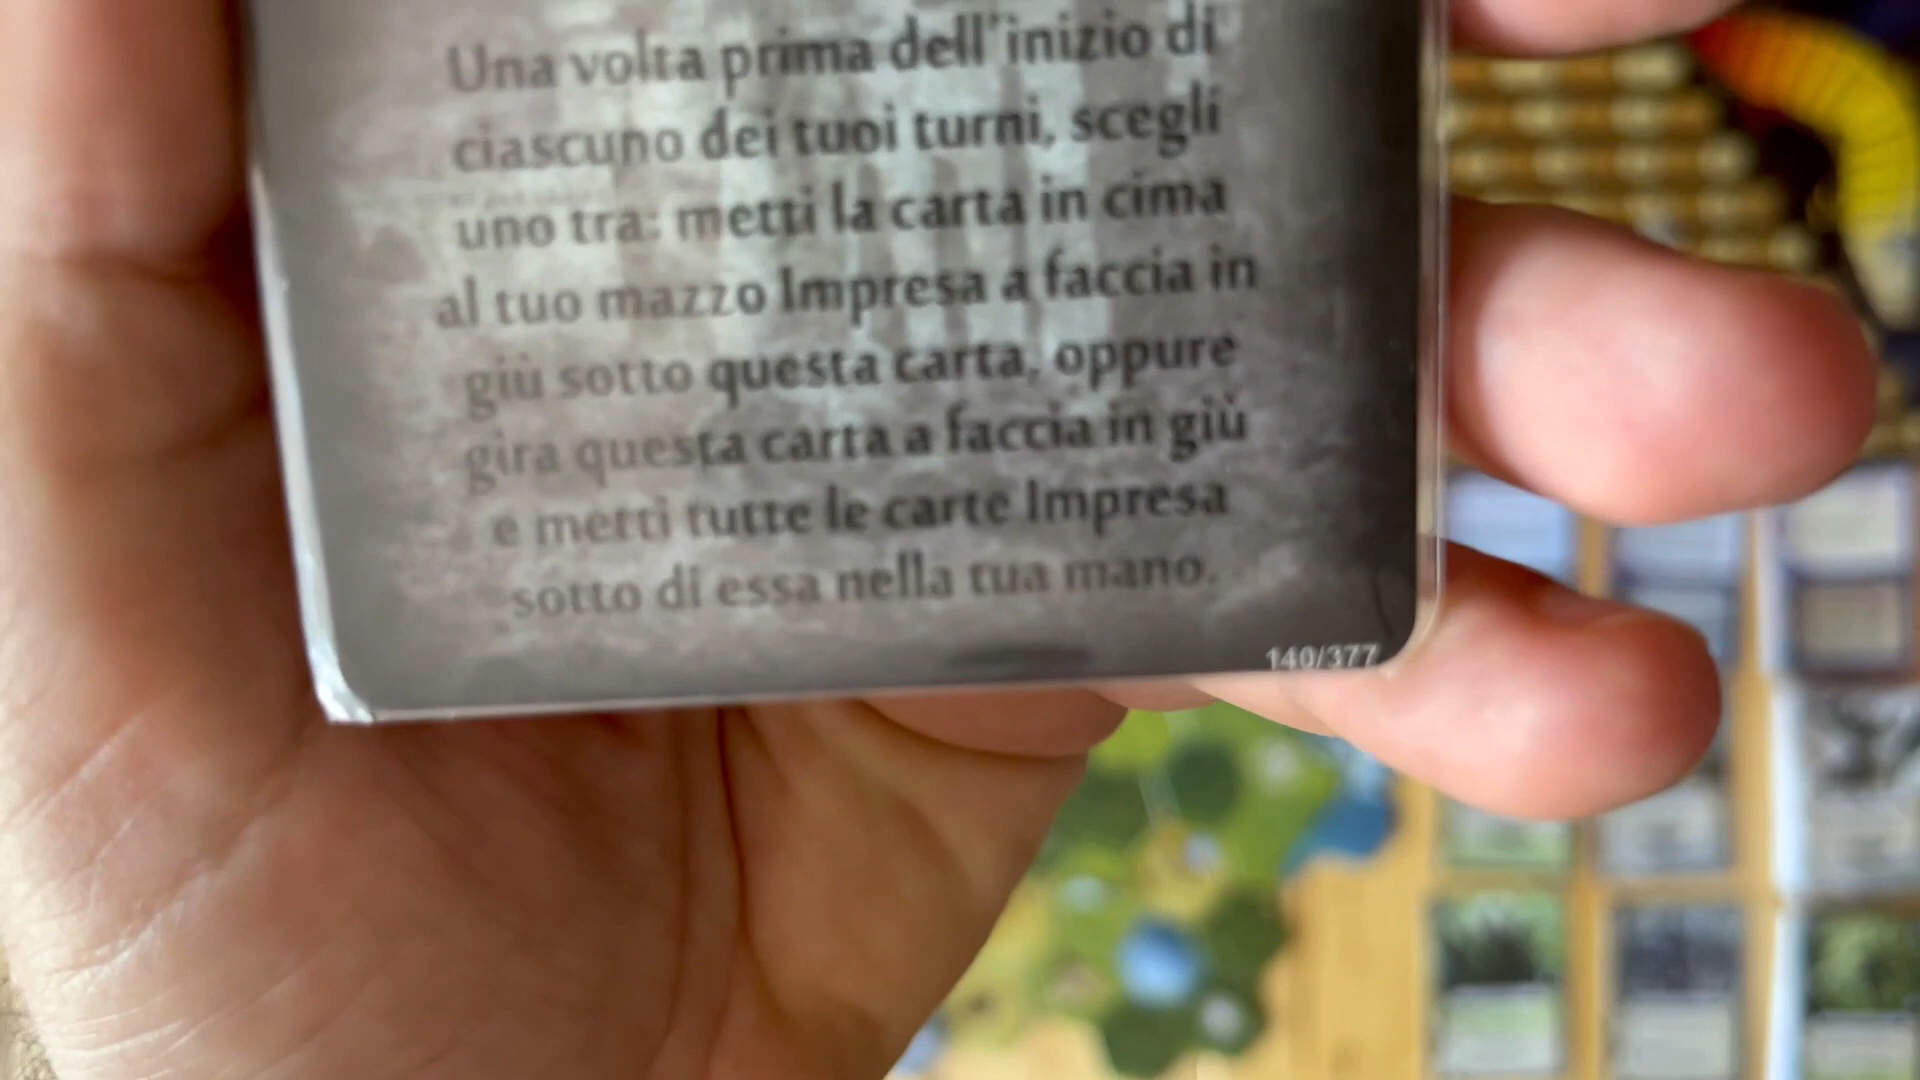 Una volta prima dell'inizio di
ciascuno dei tuoi turni, scegli
uno tra: metti la carta in cima
al tuo mazzo Impresa a faccia in
giù sotto questa carta, oppure
gira questa carta a faccia in giù
e metti tutte le carte Impresa
sotto di essa nella tua mano.
140/377